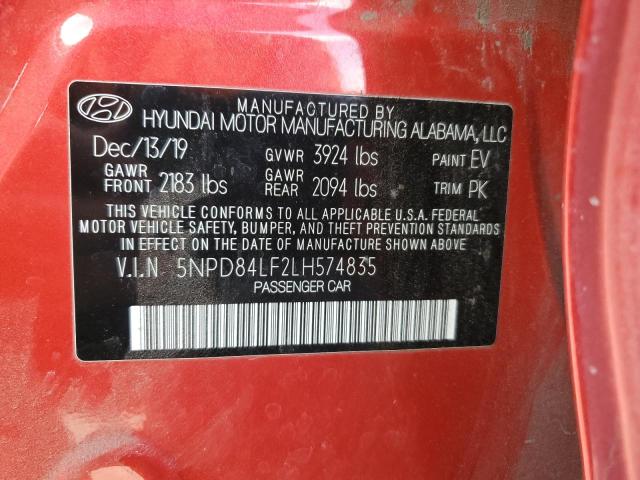 MANUFACTURED BY
HYUNDAI MOTOR MANUFACTURING ALABAMA, LLC
Dec/13/19 GVWR 3924 lbs PAINT EV
GAWR FRONT 2183 lbs GAWR REAR 2094 lbs TRIM PK
THIS VEHICLE CONFORMS TO ALL APPLICABLE U.S.A. FEDERAL
MOTOR VEHICLE SAFETY, BUMPER, AND THEFT PREVENTION STANDARDS
IN EFFECT ON THE DATE OF MANUFACTURE SHOWN ABOVE
V.I.N 5NPD84LF2LH574835
PASSENGER CAR